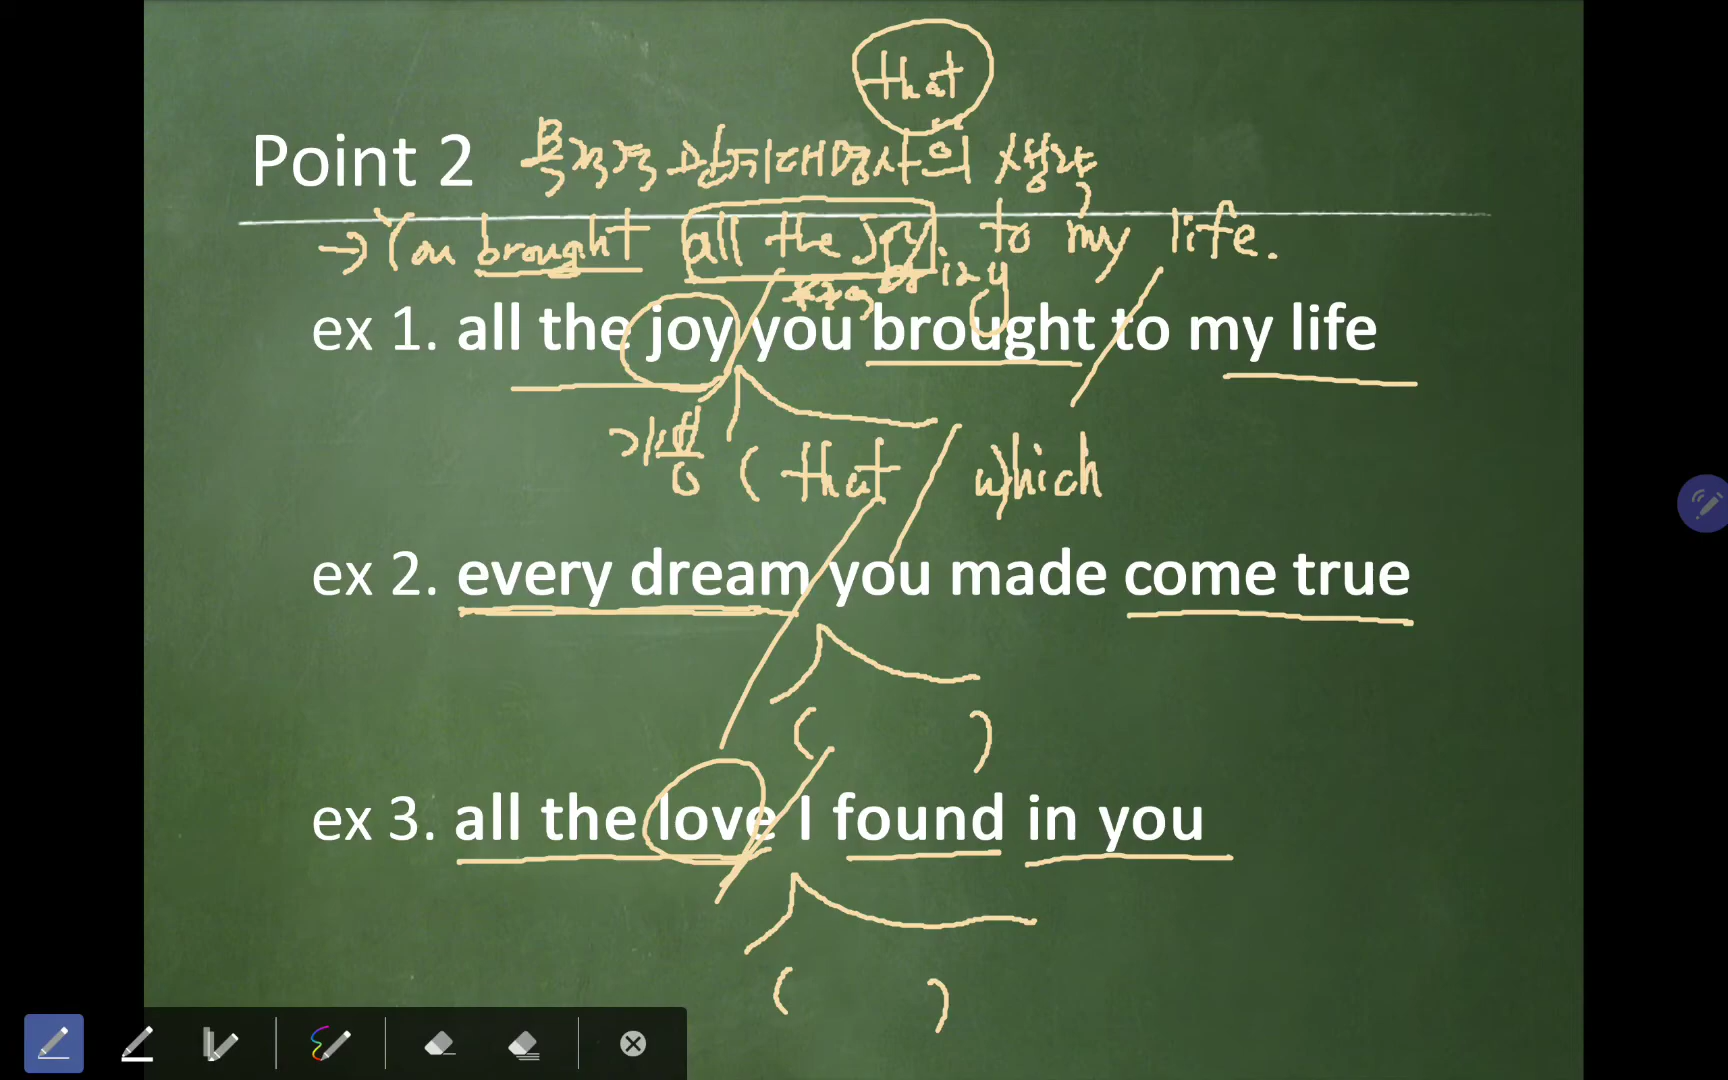 that
Point 2 목적격 관계대명사의 생략
→ You brought all the joy to my life.
ex 1. all the joy you brought to my life
( that which
ex 2. every dream you made come true
( )
ex 3. all the love I found in you
( )